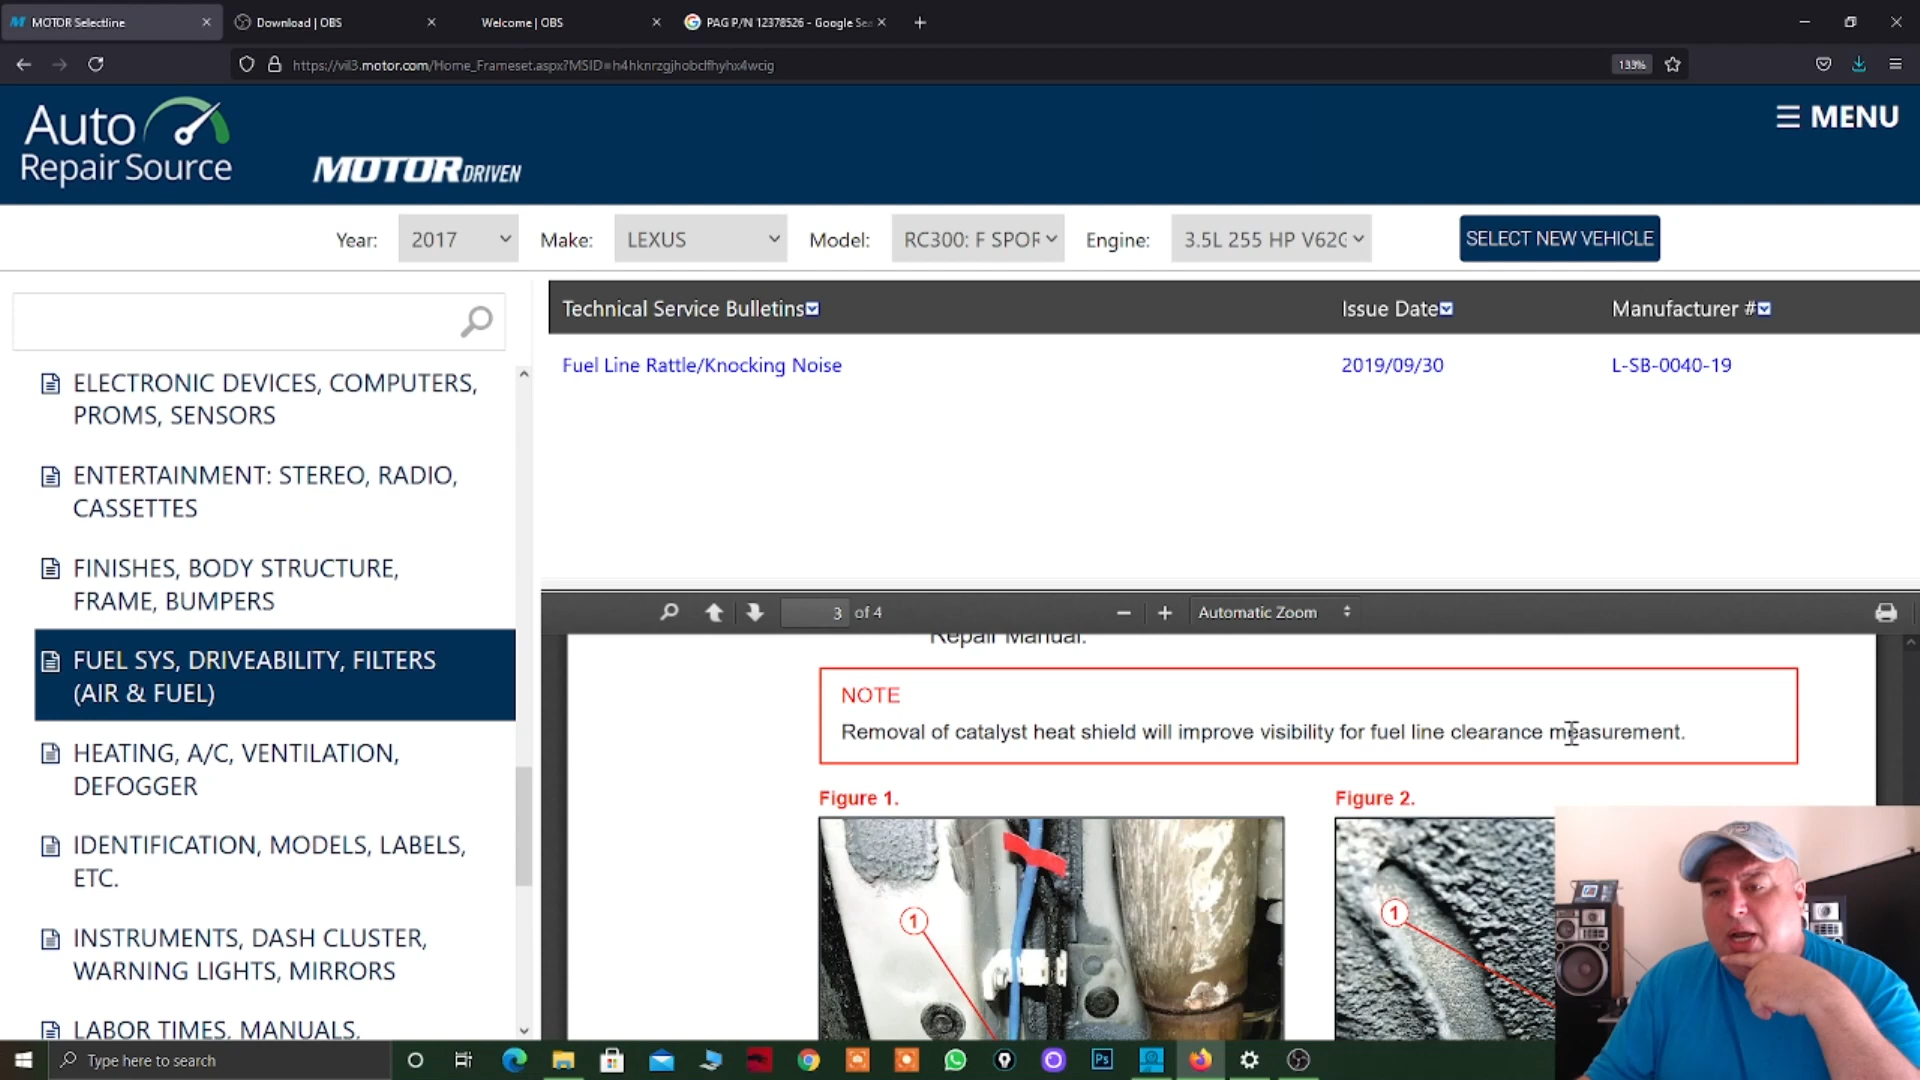 MOTOR Selectline
Download | OBS
Welcome | OBS
PAG P/N 12378526 - Google Sea
https://vil3.motor.com/Home_Frameset.aspx?MSID=h4hknrzgjhobclfhyhx4wcig
133%
Auto
Repair Source
MOTOR DRIVEN
MENU
Year: 2017 Make: LEXUS Model: RC300: F SPOR Engine: 3.5L 255 HP V62G SELECT NEW VEHICLE
Technical Service Bulletins Issue Date Manufacturer #
Fuel Line Rattle/Knocking Noise 2019/09/30 L-SB-0040-19
ELECTRONIC DEVICES, COMPUTERS,
PROMS, SENSORS
ENTERTAINMENT: STEREO, RADIO,
CASSETTES
FINISHES, BODY STRUCTURE,
FRAME, BUMPERS
FUEL SYS, DRIVEABILITY, FILTERS
(AIR & FUEL)
HEATING, A/C, VENTILATION,
DEFOGGER
IDENTIFICATION, MODELS, LABELS,
ETC.
INSTRUMENTS, DASH CLUSTER,
WARNING LIGHTS, MIRRORS
LABOR TIMES, MANUALS,
3 of 4
Automatic Zoom
Repair Manual.
NOTE
Removal of catalyst heat shield will improve visibility for fuel line clearance measurement.
Figure 1. Figure 2.
1 1
Type here to search
Ps